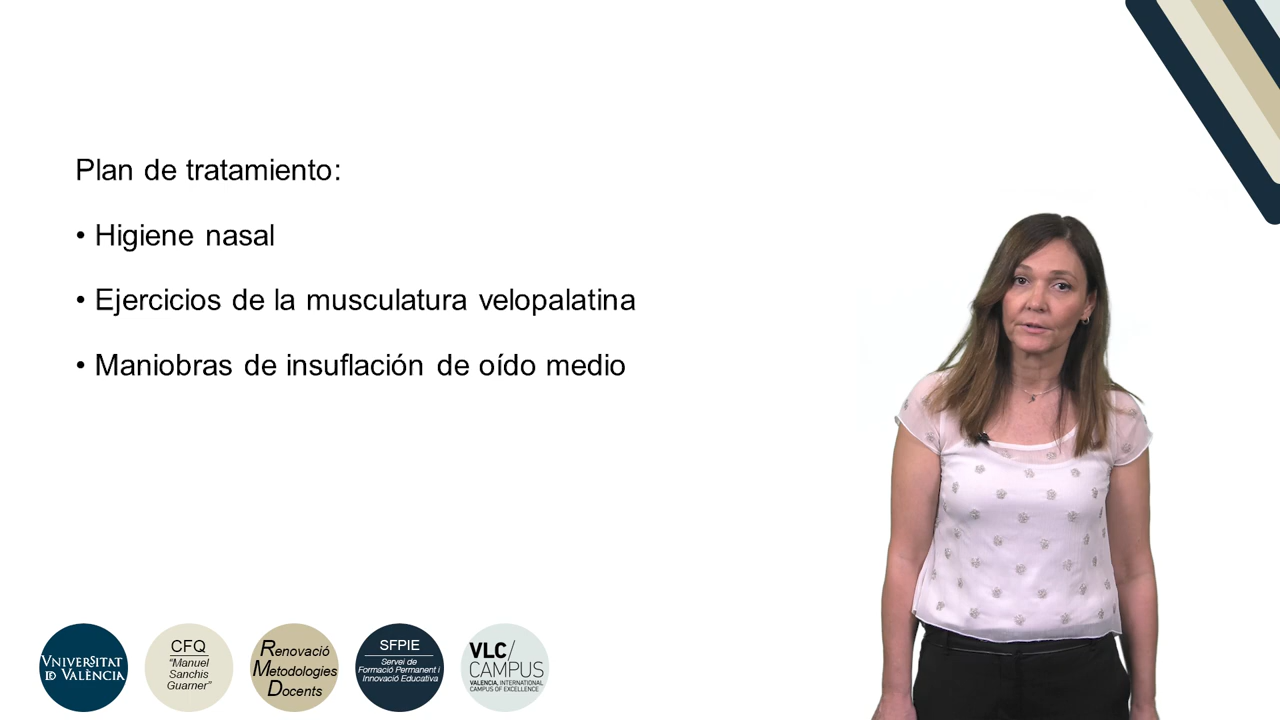 Plan de tratamiento:
• Higiene nasal
• Ejercicios de la musculatura velopalatina
• Maniobras de insuflación de oído medio
VNIVERSITAT
ID VALÈNCIA
CFQ
"Manuel
Sanchis
Guarner"
Renovació
Metodologies
Docents
SFPIE
Servei de
Formació Permanent i
Innovació Educativa
VLC/
CAMPUS
VALENCIA, INTERNATIONAL
CAMPUS OF EXCELLENCE